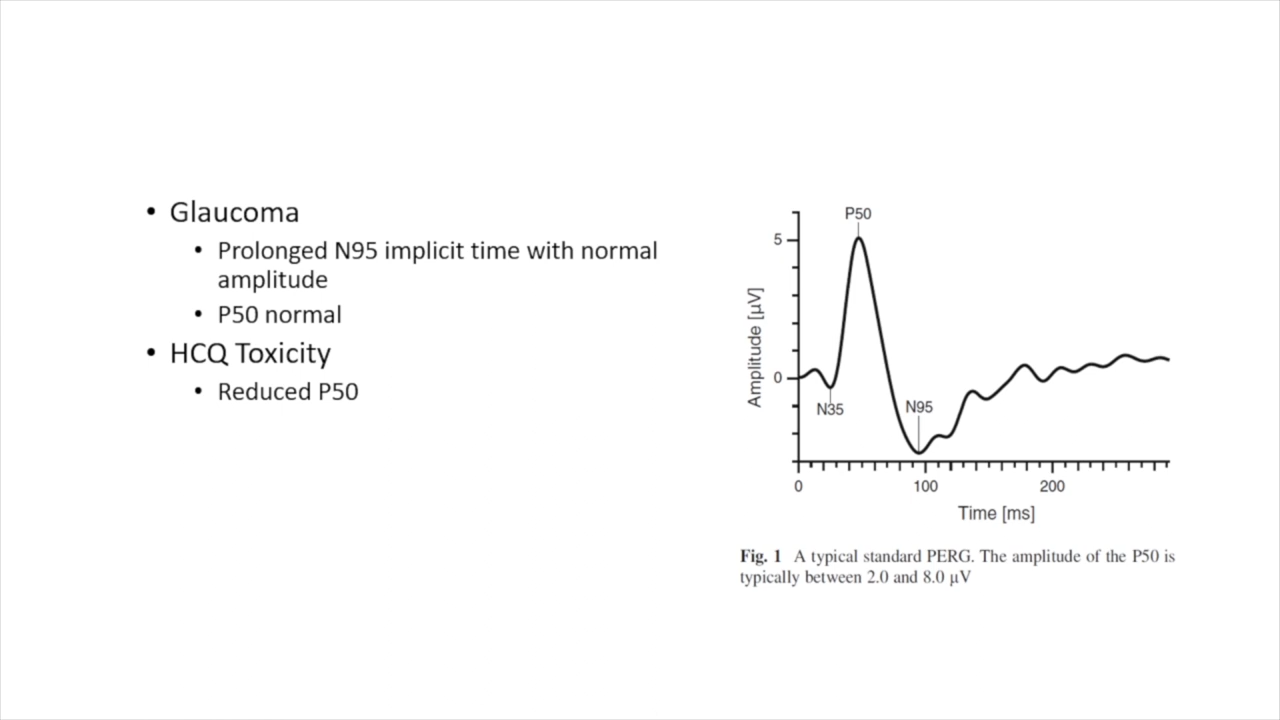 • Glaucoma
• Prolonged N95 implicit time with normal
amplitude
• P50 normal
• HCQ Toxicity
• Reduced P50
P50
5
Amplitude [µV]
0
N35
N95
0
100
200
Time [ms]
Fig. 1 A typical standard PERG. The amplitude of the P50 is
typically between 2.0 and 8.0 µV